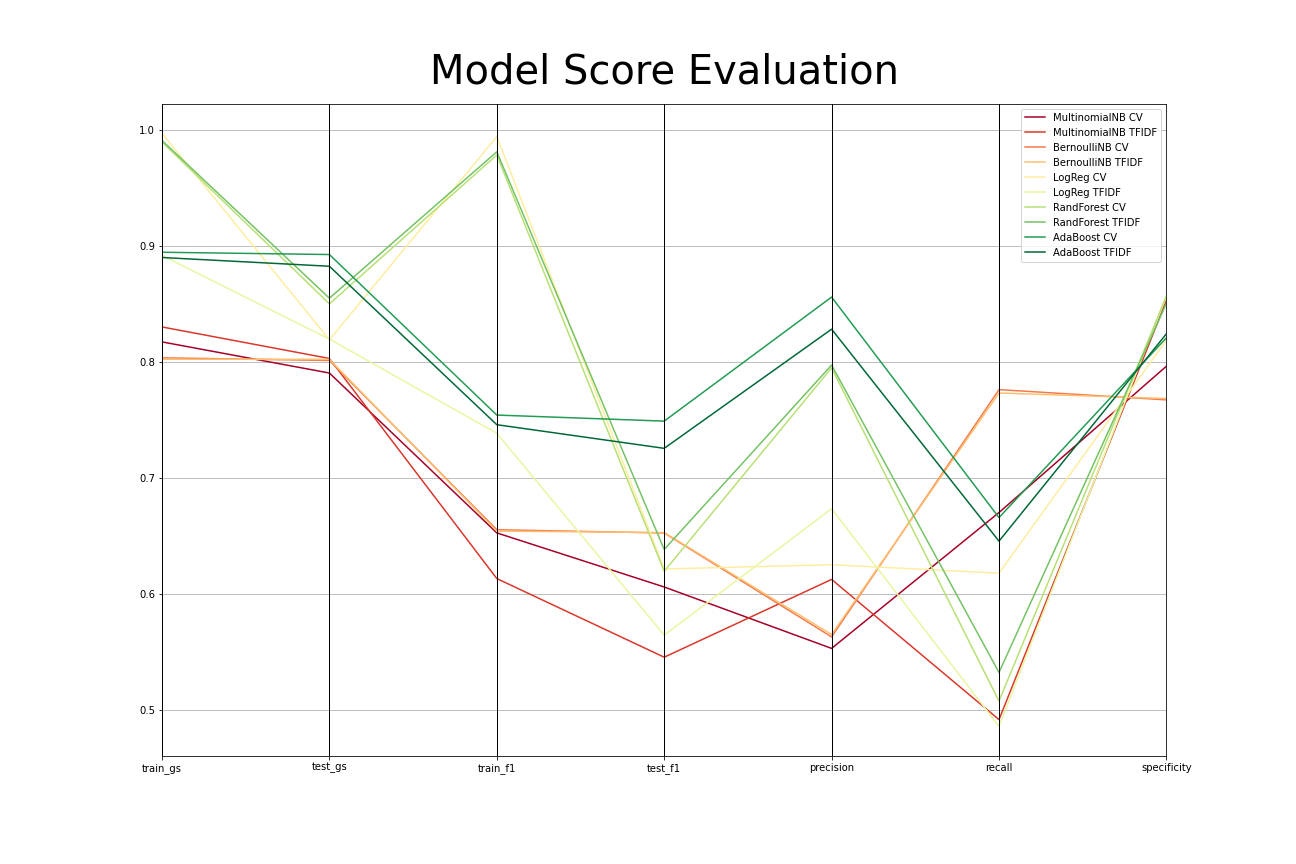 Model Score Evaluation
1.0
0.9
0.8
0.7
0.6
0.5
MultinomialNB CV
MultinomialNB TFIDF
BernoulliNB CV
BernoulliNB TFIDF
LogReg CV
LogReg TFIDF
RandForest CV
RandForest TFIDF
AdaBoost CV
AdaBoost TFIDF
train_gs
test_gs
train_f1
test_f1
precision
recall
specificity